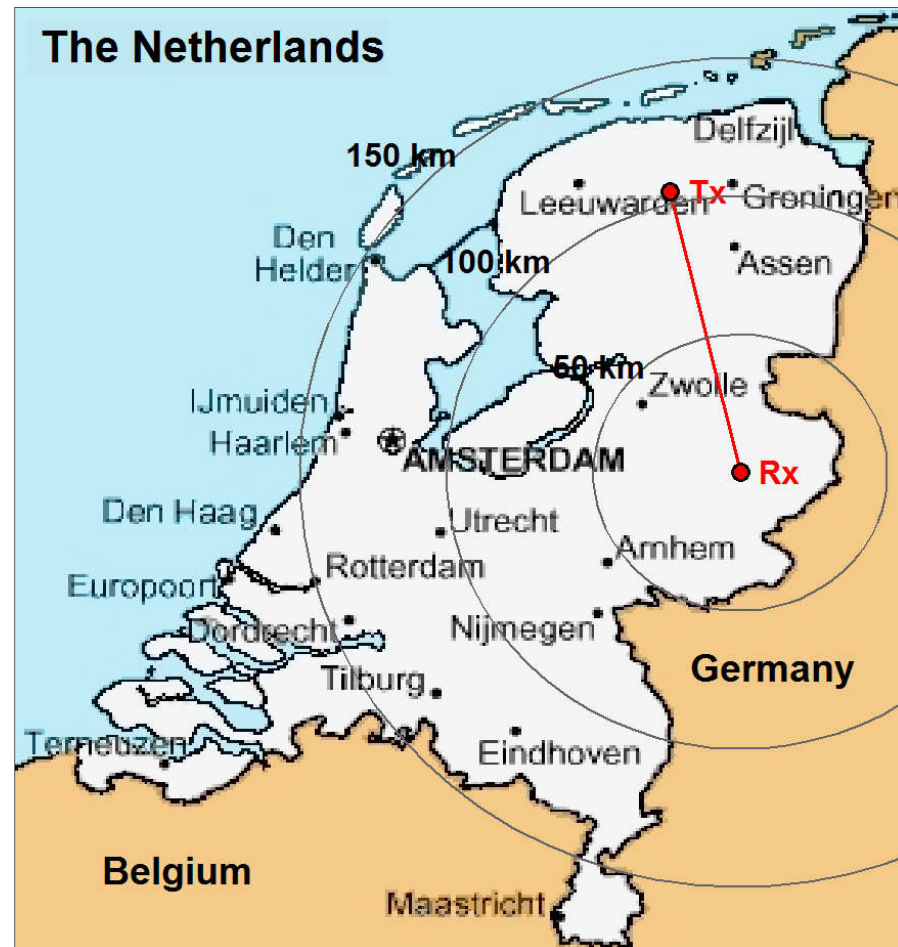 The Netherlands
Delfzijl
150 km
Leeuwarden
Tx
Groningen
Den
Helder
100 km
Assen
50 km
Zwolle
IJmuiden
Haarlem
AMSTERDAM
Rx
Den Haag
Utrecht
Arnhem
Europoort
Rotterdam
Dordrecht
Nijmegen
Germany
Tilburg
Terneuzen
Eindhoven
Belgium
Maastricht